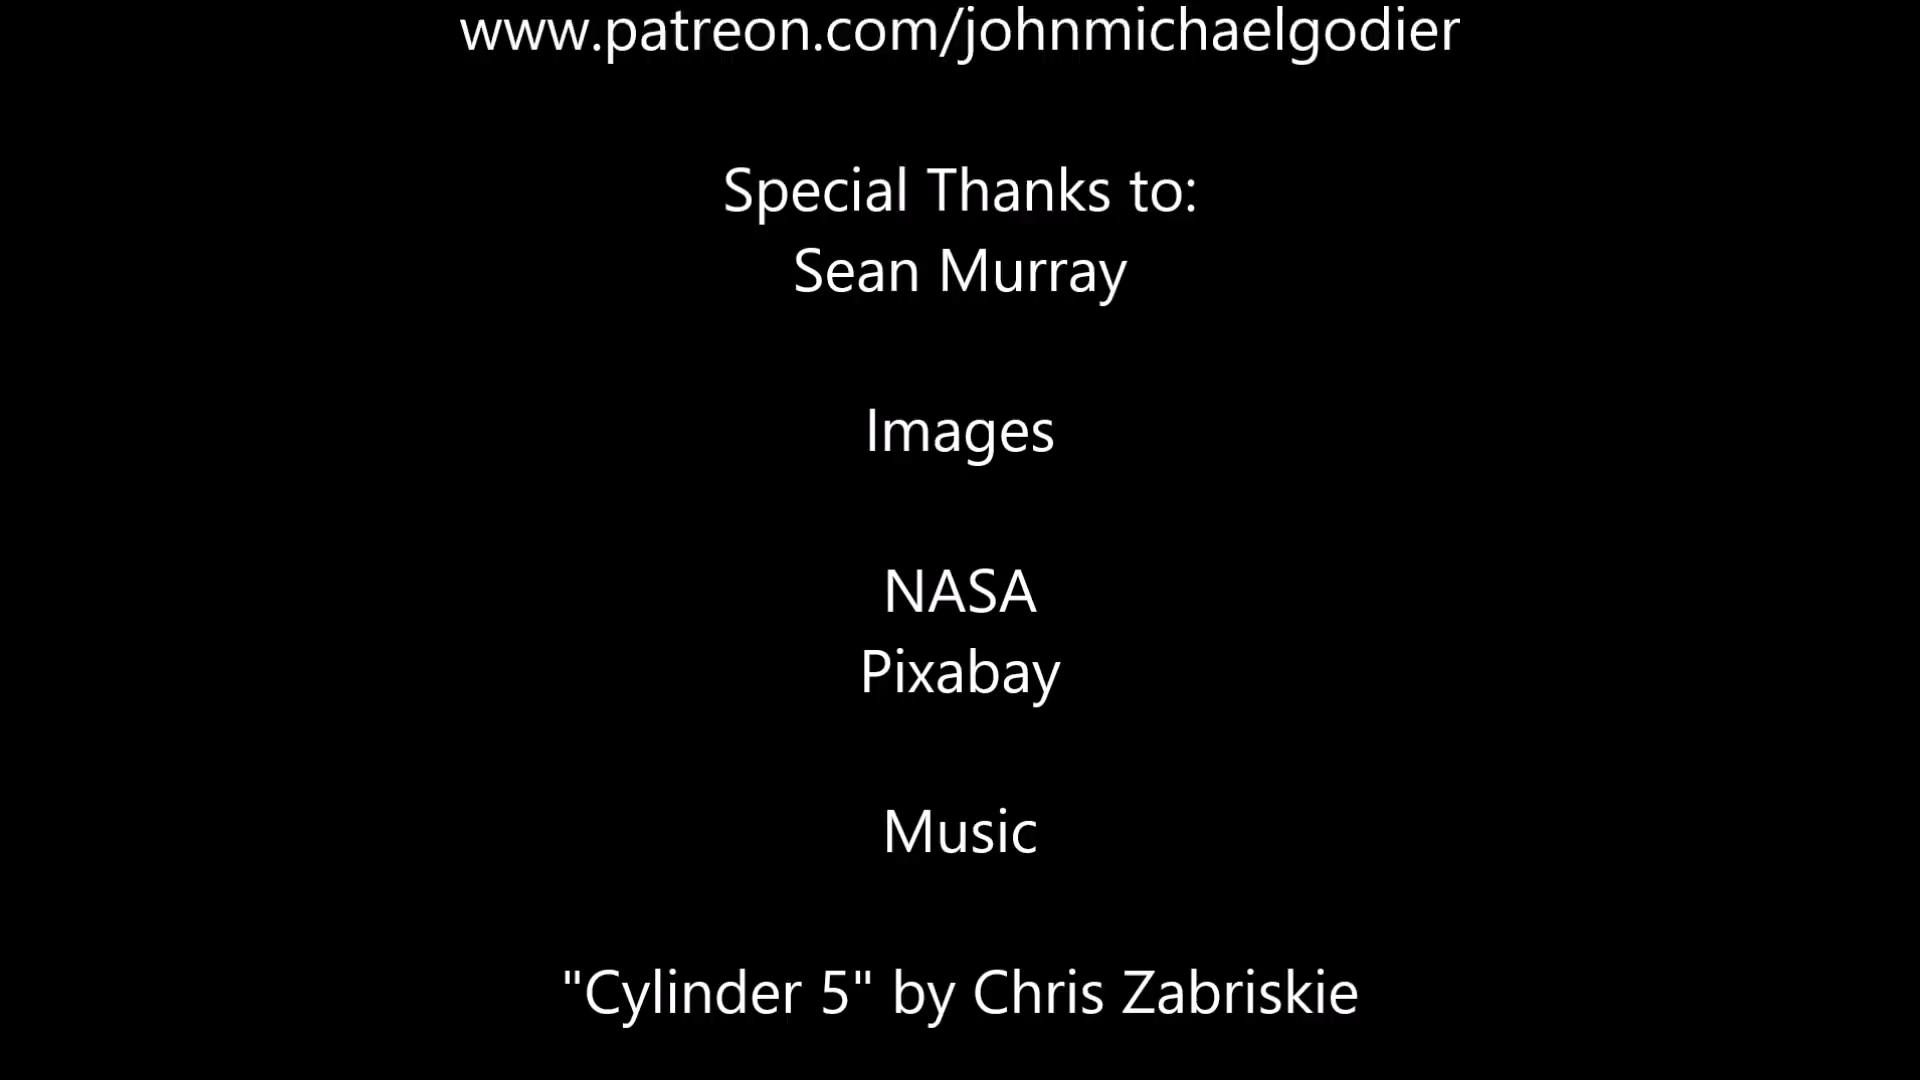 www.patreon.com/johnmichaelgodier
Special Thanks to:
Sean Murray
Images
NASA
Pixabay
Music
"Cylinder 5" by Chris Zabriskie